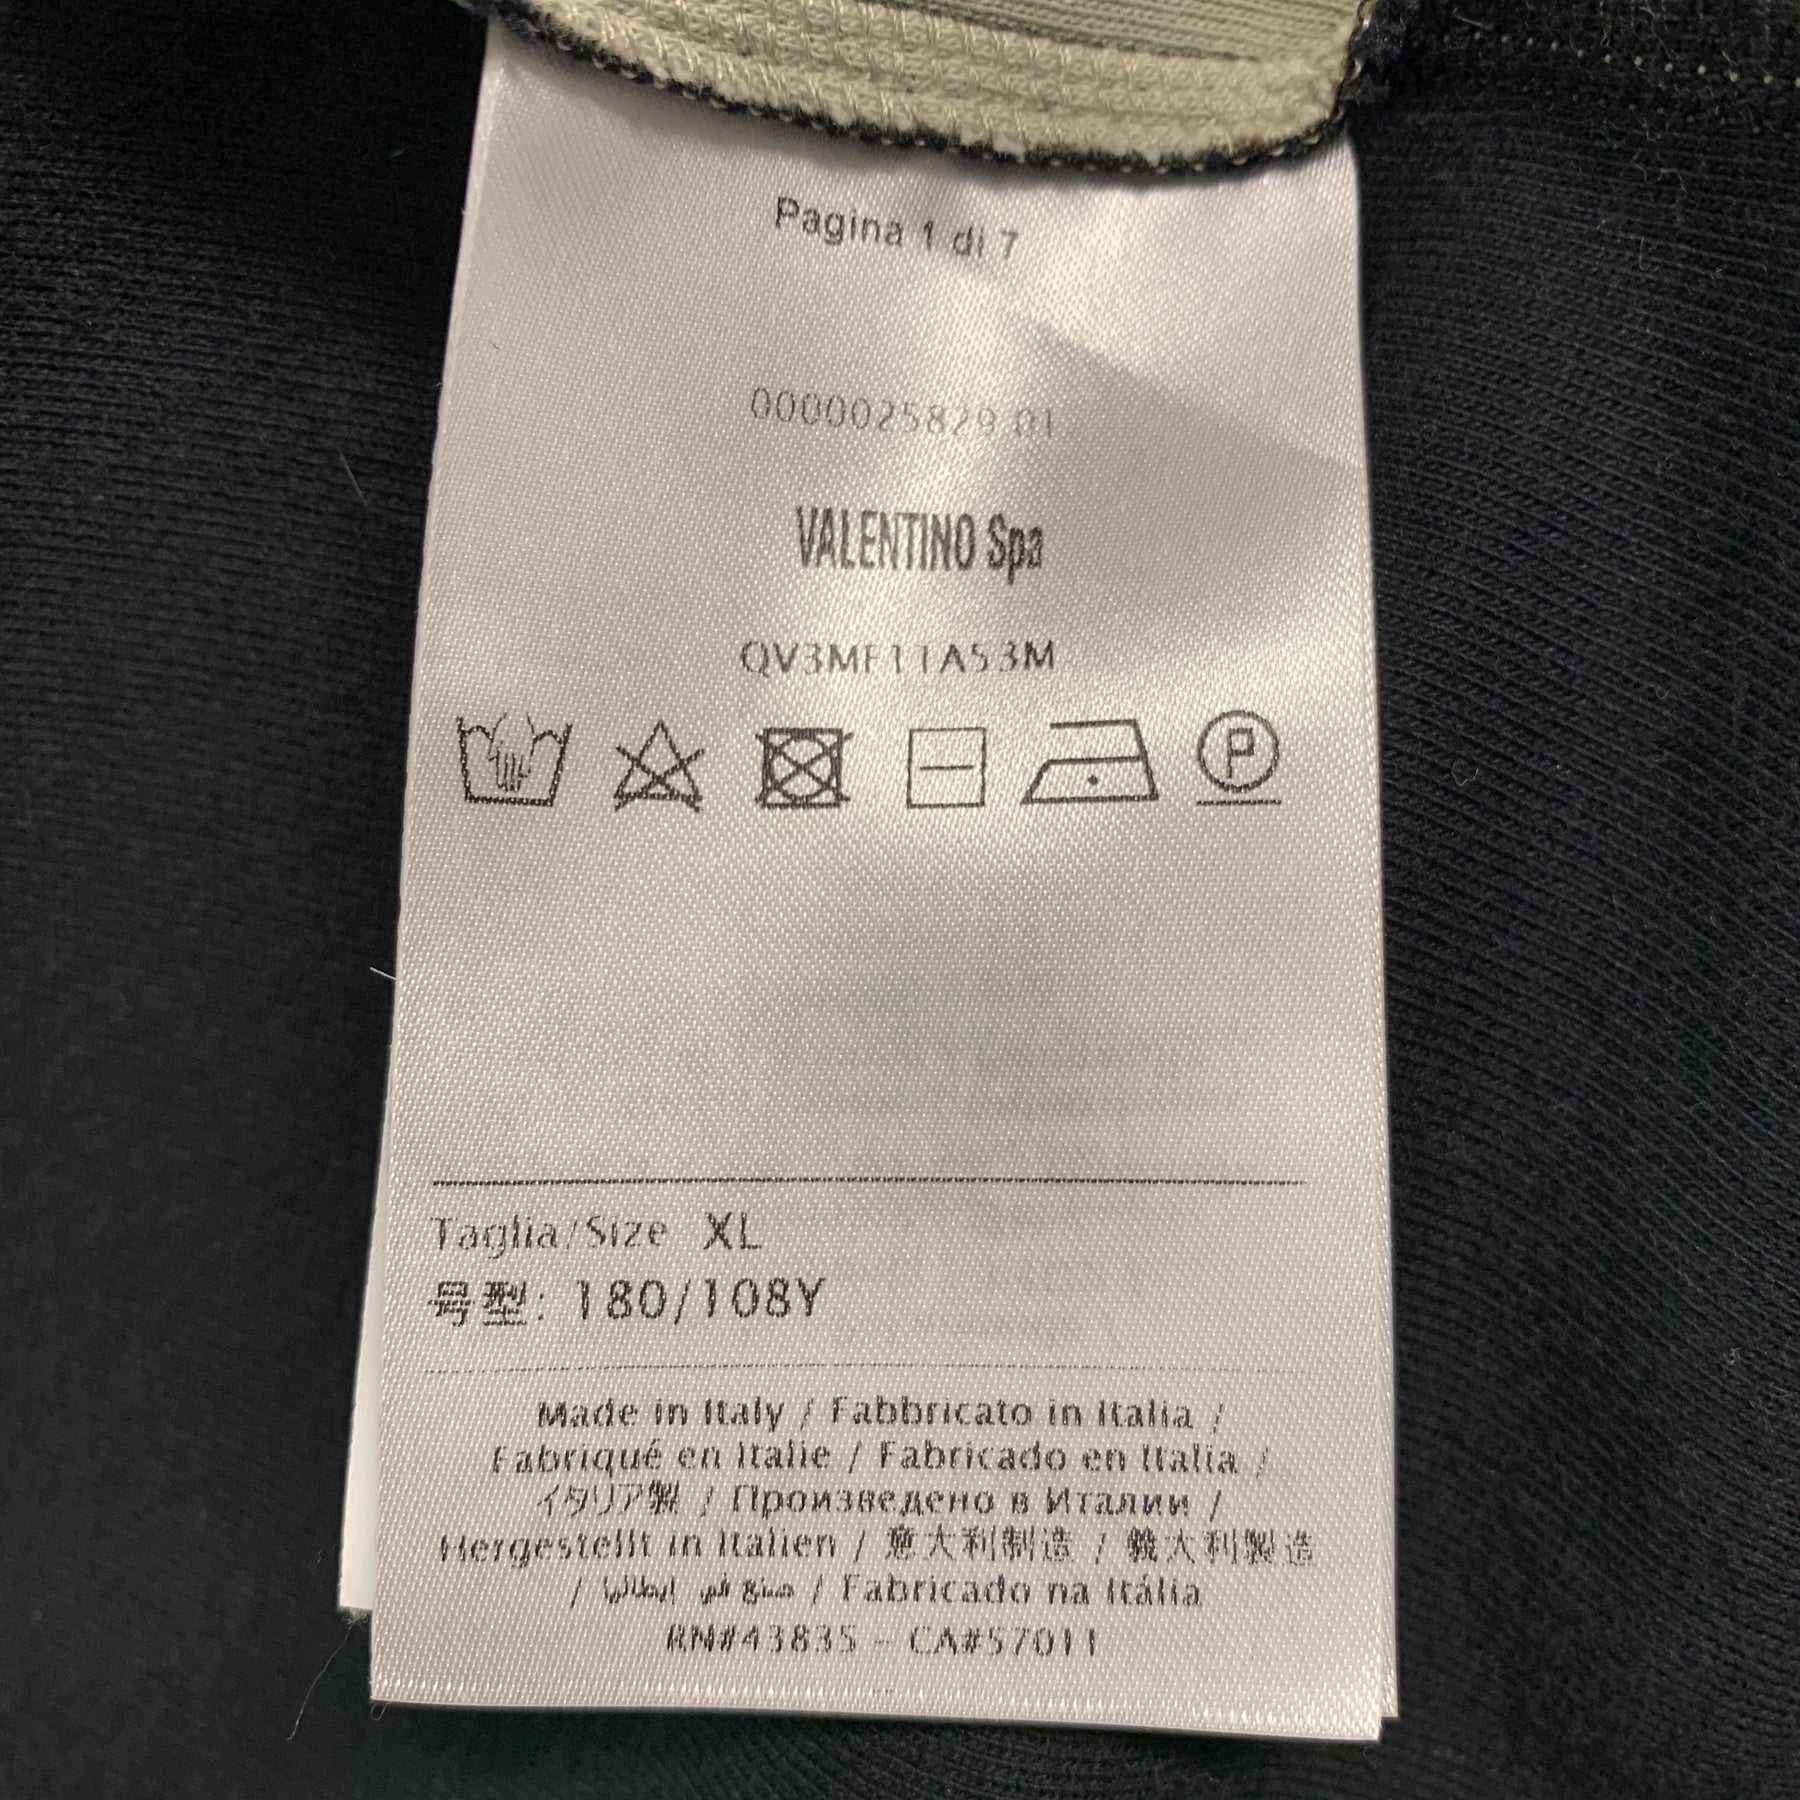 Pagina 1 di 7
0000025829 01
VALENTINO Spa
QV3MF11A53M
P
Taglia/Size XL
号型: 180/108Y
Made in Italy / Fabbricato in Italia /
Fabriqué en Italie / Fabricado en Italia /
イタリア製 / Произведено в Италии /
Hergestellt in Italien / 意大利制造 / 義大利製造
/ صنع في إيطاليا / Fabricado na Itália
RN#43835 - CA#57011